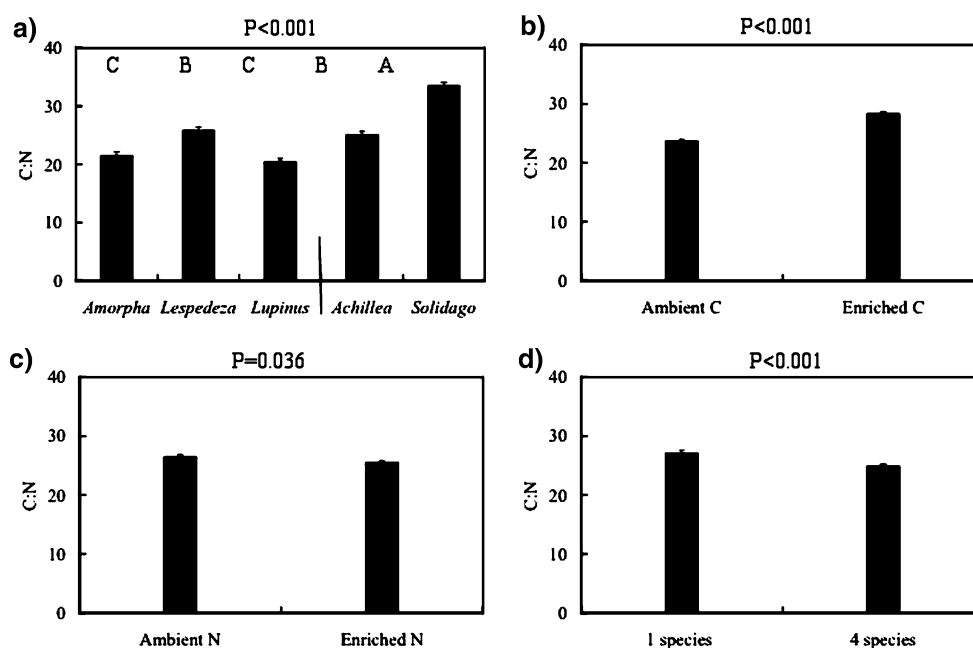 a)
P<0.001
C B C B A
40
30
20
10
0
C:N
Amorpha Lespedeza Lupinus Achillea Solidago
b)
P<0.001
40
30
20
10
0
C:N
Ambient C Enriched C
c)
P=0.036
40
30
20
10
0
C:N
Ambient N Enriched N
d)
P<0.001
40
30
20
10
0
C:N
1 species 4 species